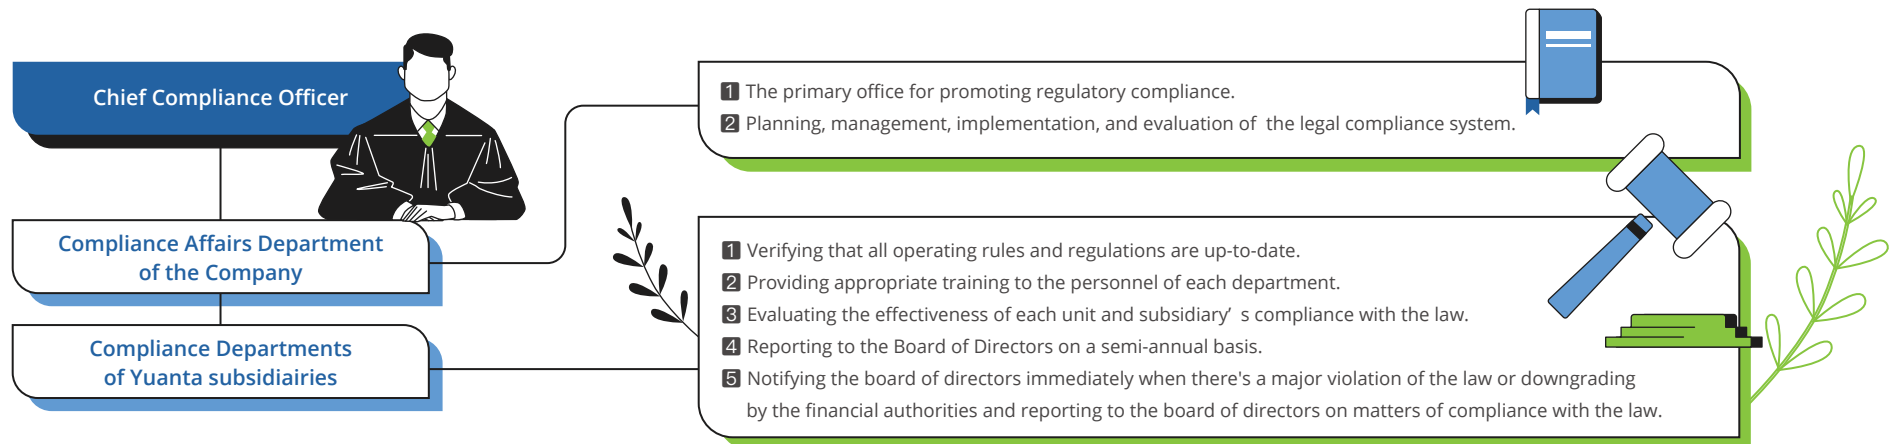 Chief Compliance Officer
Compliance Affairs Department
of the Company
Compliance Departments
of Yuanta subsidiairies
1 The primary office for promoting regulatory compliance.
2 Planning, management, implementation, and evaluation of the legal compliance system.
1 Verifying that all operating rules and regulations are up-to-date.
2 Providing appropriate training to the personnel of each department.
3 Evaluating the effectiveness of each unit and subsidiary’ s compliance with the law.
4 Reporting to the Board of Directors on a semi-annual basis.
5 Notifying the board of directors immediately when there's a major violation of the law or downgrading
by the financial authorities and reporting to the board of directors on matters of compliance with the law.